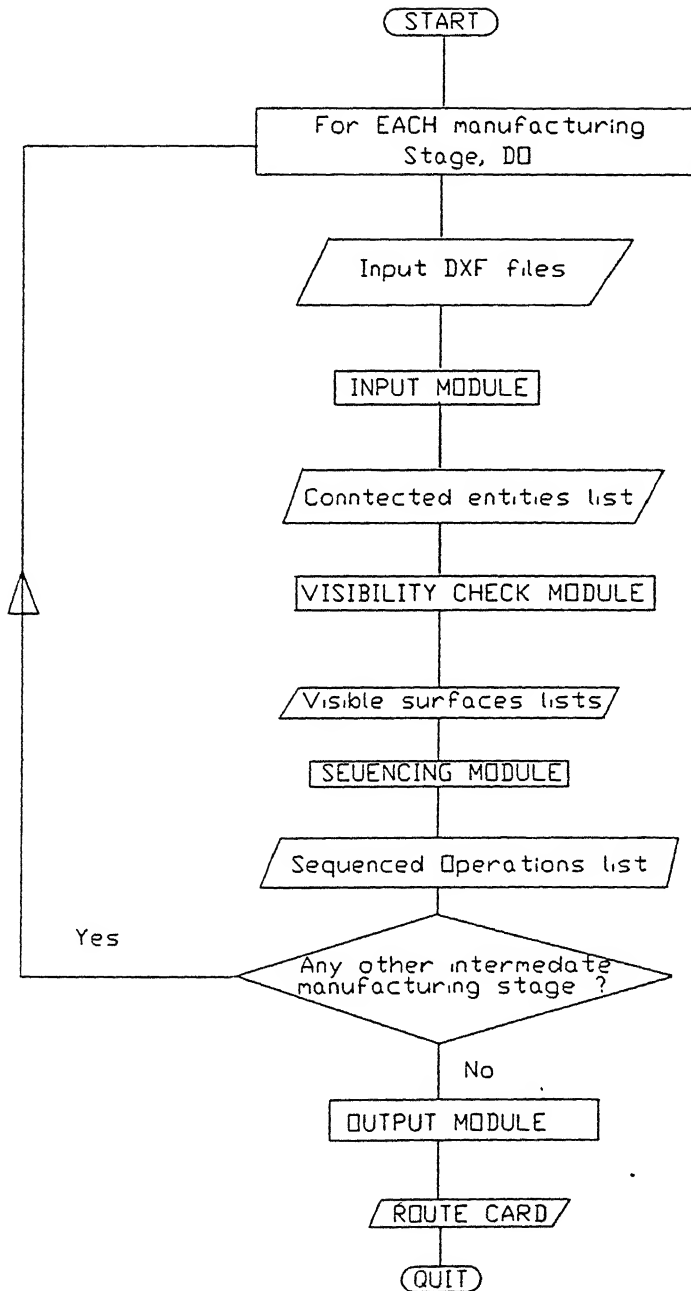 START
For EACH manufacturing
Stage, DO
Input DXF files
INPUT MODULE
Conntected entities list
VISIBILITY CHECK MODULE
Visible surfaces lists
SEUENCING MODULE
Sequenced Operations list
Yes
Any other intermedate
manufacturing stage ?
No
OUTPUT MODULE
ROUTE CARD
QUIT